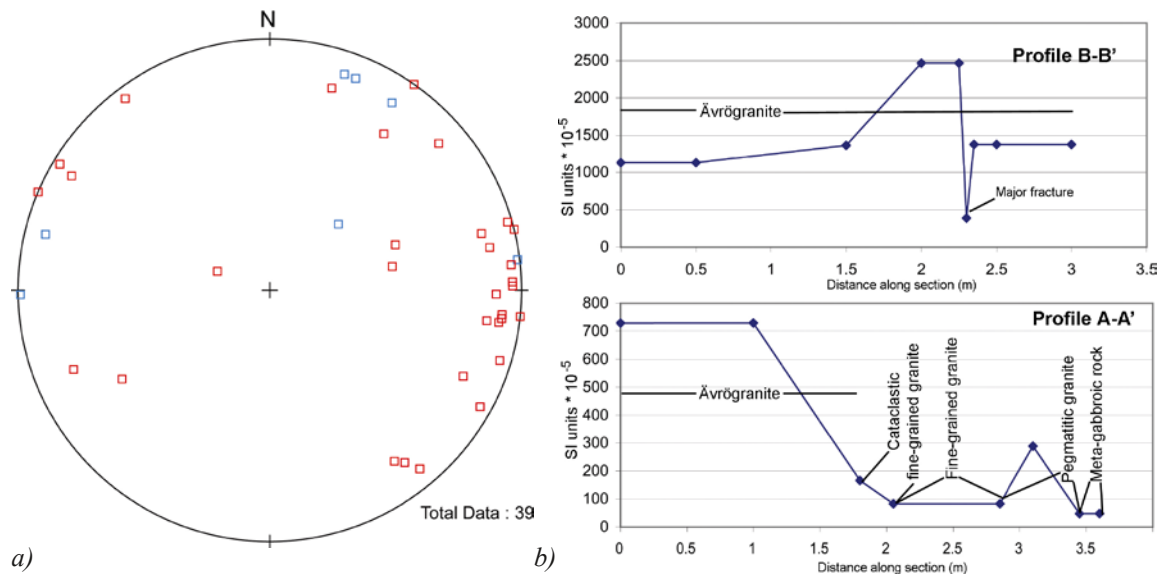 N
Total Data : 39
a)
3000
2500
2000
1500
1000
500
0
SI units * 10-5
Profile B-B’
Ävrögranite
Major fracture
0 0.5 1 1.5 2 2.5 3 3.5
Distance along section (m)
800
700
600
500
400
300
200
100
0
SI units * 10-5
Profile A-A’
Ävrögranite
Cataclastic
fine-grained granite
Fine-grained granite
Pegmatitic granite
Meta-gabbroic rock
0 0.5 1 1.5 2 2.5 3 3.5
Distance along section (m)
b)